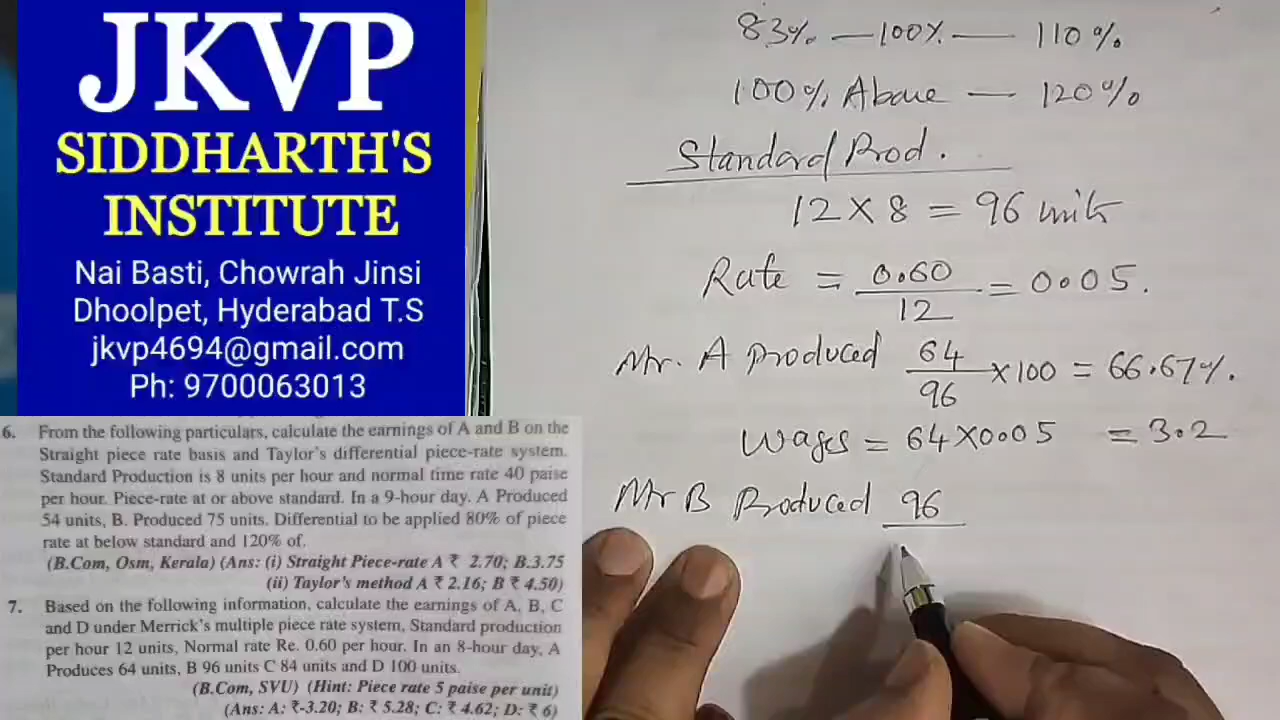 JKVP
SIDDHARTH'S
INSTITUTE
Nai Basti, Chowrah Jinsi
Dhoolpet, Hyderabad T.S
jkvp4694@gmail.com
Ph: 9700063013
6. From the following particulars, calculate the earnings of A and B on the
Straight piece rate basis and Taylor's differential piece-rate system.
Standard Production is 8 units per hour and normal time rate 40 paise
per hour. Piece-rate at or above standard. In a 9-hour day. A Produced
54 units, B. Produced 75 units. Differential to be applied 80% of piece
rate at below standard and 120% of.
(B.Com, Osm, Kerala) (Ans: (i) Straight Piece-rate A ₹ 2.70; B.3.75
(ii) Taylor's method A ₹ 2.16; B ₹ 4.50)
7. Based on the following information, calculate the earnings of A, B, C
and D under Merrick's multiple piece rate system, Standard production
per hour 12 units, Normal rate Re. 0.60 per hour. In an 8-hour day, A
Produces 64 units, B 96 units C 84 units and D 100 units.
(B.Com, SVU) (Hint: Piece rate 5 paise per unit)
(Ans: A: ₹-3.20; B: ₹ 5.28; C: ₹ 4.62; D: ₹ 6)
83% — 100% — 110%
100% Above — 120%
Standard Prod.
12 X 8 = 96 units
Rate = 0.60 / 12 = 0.05.
Mr. A Produced 64 / 96 X 100 = 66.67%.
Wages = 64 X 0.05 = 3.2
Mr B Produced 96